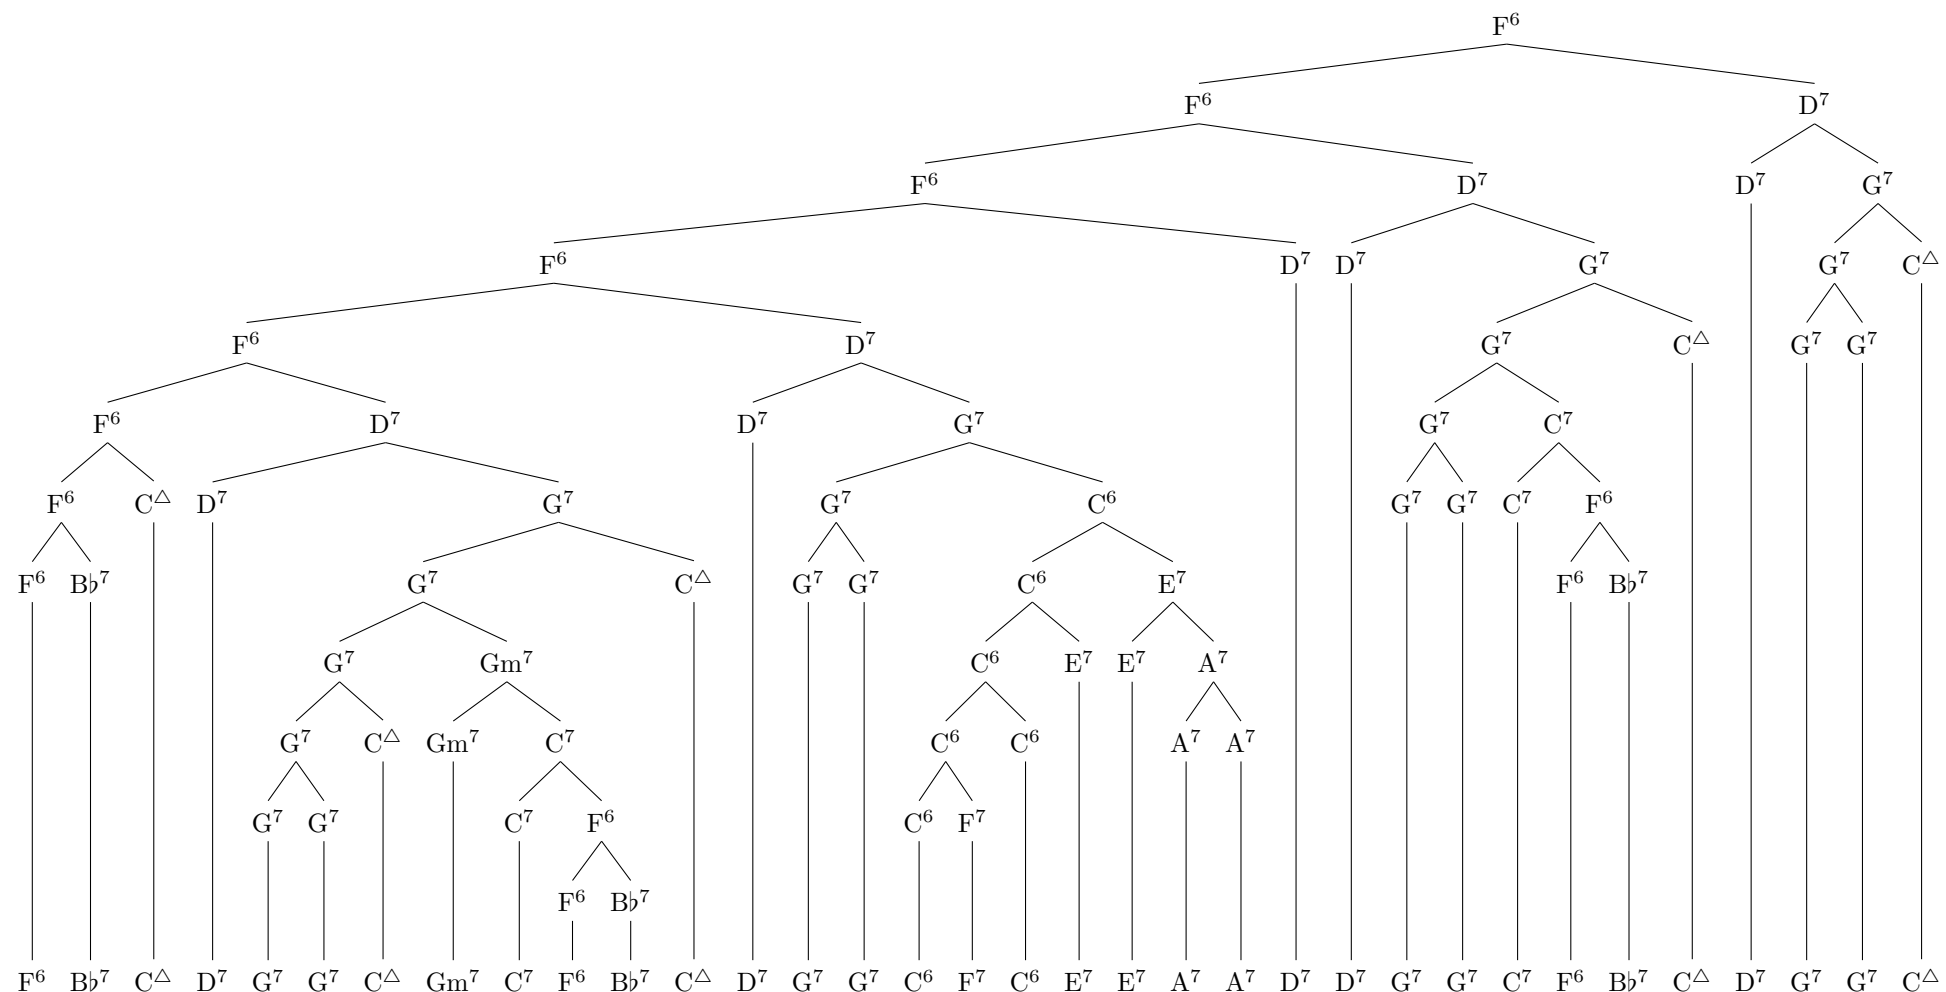 F⁶
F⁶ D⁷
F⁶ D⁷ D⁷ G⁷
F⁶ D⁷ D⁷ G⁷ G⁷ C△
F⁶ D⁷ G⁷ C△ G⁷ G⁷
F⁶ D⁷ D⁷ G⁷ G⁷ C⁷
F⁶ C△ D⁷ G⁷ G⁷ C⁶ G⁷ G⁷ C⁷ F⁶
F⁶ B♭⁷ G⁷ C△ G⁷ G⁷ C⁶ E⁷ F⁶ B♭⁷
G⁷ Gm⁷ C⁶ E⁷ E⁷ A⁷
G⁷ C△ Gm⁷ C⁷ C⁶ C⁶ A⁷ A⁷
G⁷ G⁷ C⁷ F⁶ C⁶ F⁷
F⁶ B♭⁷
F⁶ B♭⁷ C△ D⁷ G⁷ G⁷ C△ Gm⁷ C⁷ F⁶ B♭⁷ C△ D⁷ G⁷ G⁷ C⁶ F⁷ C⁶ E⁷ E⁷ A⁷ A⁷ D⁷ D⁷ G⁷ G⁷ C⁷ F⁶ B♭⁷ C△ D⁷ G⁷ G⁷ C△